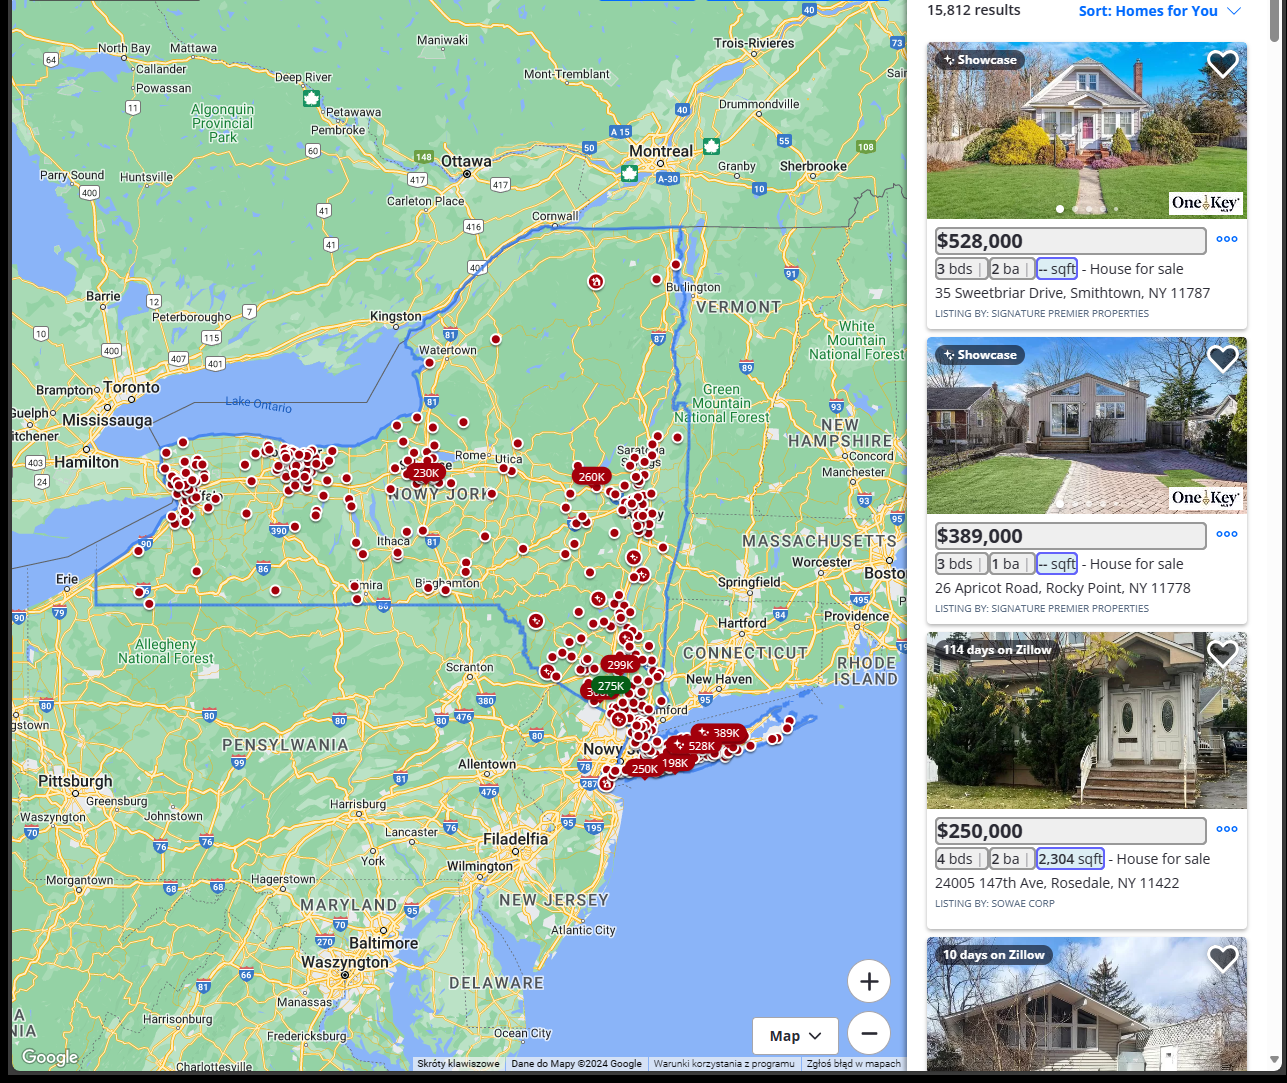 15,812 results
Sort: Homes for You
Showcase
One Key
$528,000
3 bds | 2 ba | -- sqft - House for sale
35 Sweetbriar Drive, Smithtown, NY 11787
LISTING BY: SIGNATURE PREMIER PROPERTIES
Showcase
One Key
$389,000
3 bds | 1 ba | -- sqft - House for sale
26 Apricot Road, Rocky Point, NY 11778
LISTING BY: SIGNATURE PREMIER PROPERTIES
114 days on Zillow
$250,000
4 bds | 2 ba | 2,304 sqft - House for sale
24005 147th Ave, Rosedale, NY 11422
LISTING BY: SOWAE CORP
10 days on Zillow
North Bay
Mattawa
Callander
Powassan
Maniwaki
Trois-Rivieres
Deep River
Mont-Tremblant
Algonquin
Provincial
Park
Petawawa
Pembroke
Drummondville
Ottawa
Montreal
Granby
Sherbrooke
Parry Sound
Huntsville
Carleton Place
Cornwall
Barrie
Peterborough
Kingston
Burlington
VERMONT
White
Mountain
National Forest
Watertown
Brampton
Toronto
Mississauga
Lake Ontario
Green
Mountain
National Forest
Hamilton
NEW
HAMPSHIRE
Concord
Manchester
Rome
Utica
230K
260K
NOWY JORK
Ithaca
MASSACHUSETTS
Worcester
Boston
Erie
Binghamton
Springfield
Hartford
Providence
Allegheny
National Forest
Scranton
CONNECTICUT
RHODE
ISLAND
New Haven
299K
275K
389K
528K
198K
250K
PENSYLWANIA
Allentown
Pittsburgh
Greensburg
Johnstown
Waszyngton
Harrisburg
Lancaster
York
Filadelfia
Wilmington
Morgantown
Hagerstown
MARYLAND
NEW JERSEY
Atlantic City
Baltimore
Waszyngton
DELAWARE
Manassas
Harrisonburg
Fredericksburg
Ocean City
Charlottesville
Map
Google
Skróty klawiszowe
Dane do Mapy ©2024 Google
Warunki korzystania z programu
Zgłoś błąd w mapach